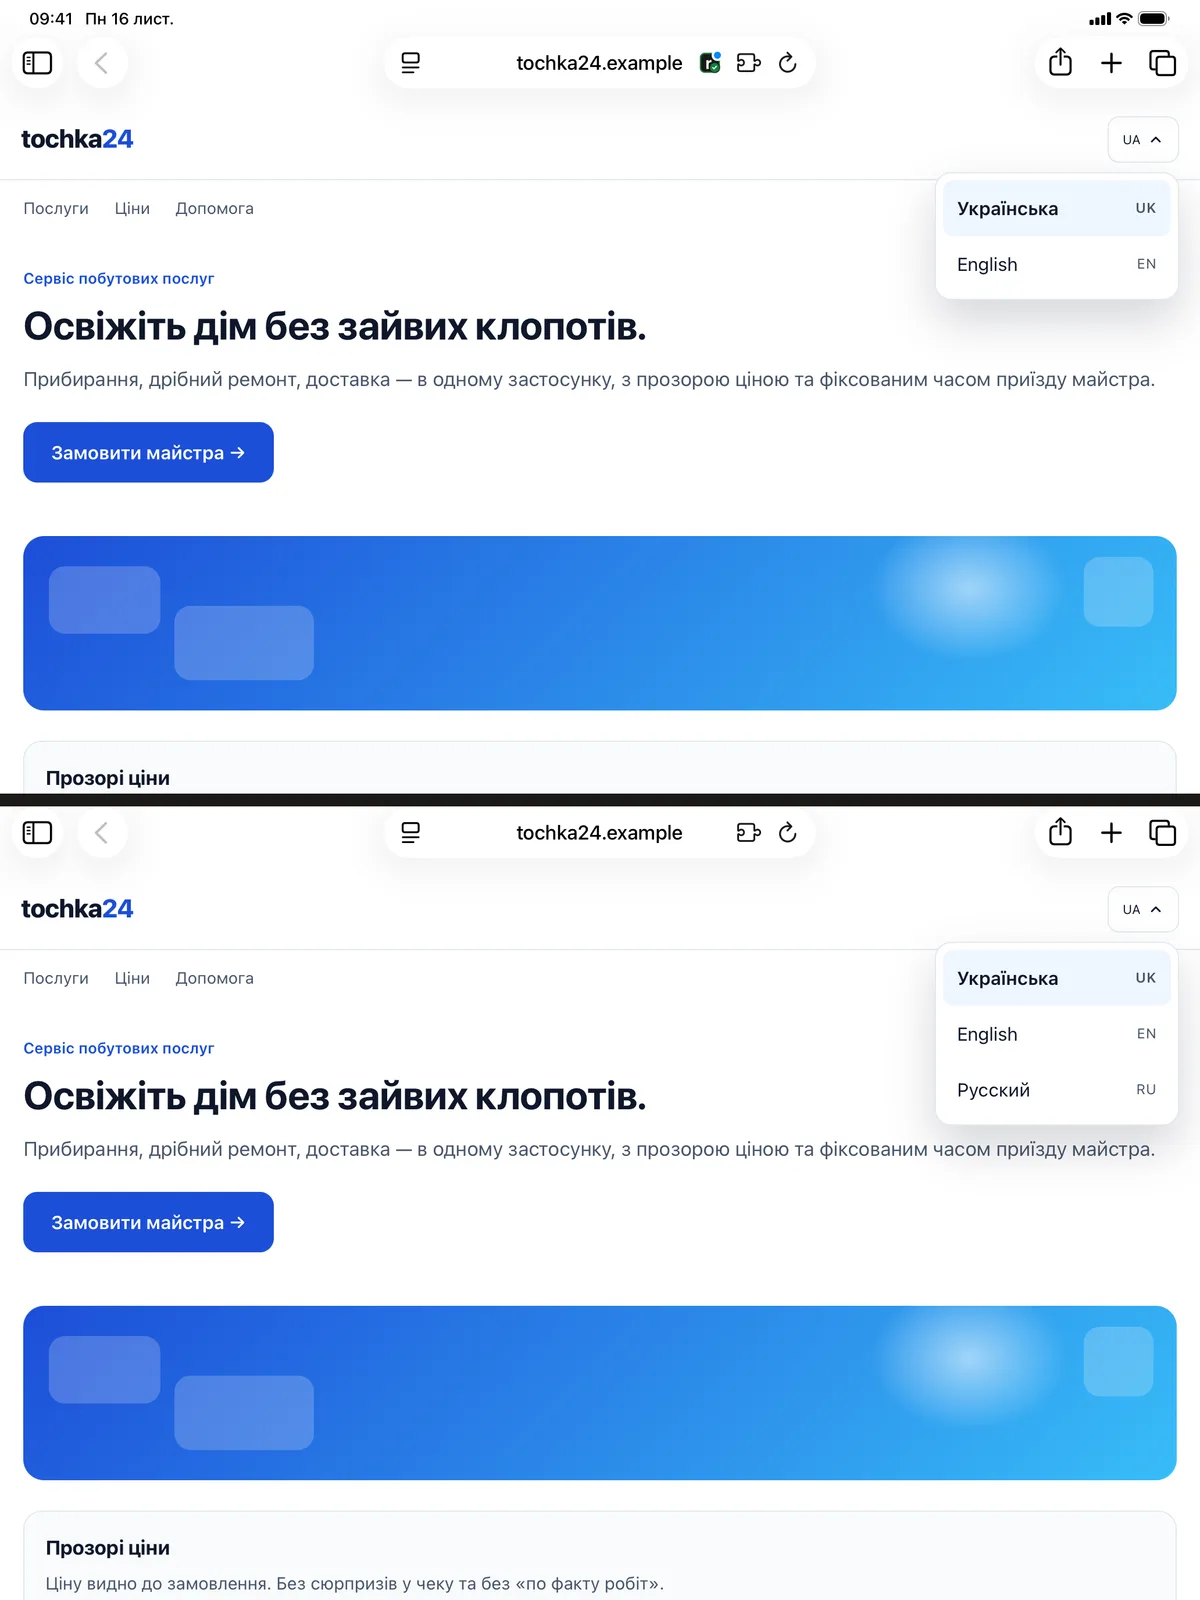 09:41 Пн 16 лист.
tochka24.example
tochka24
UA
Послуги Ціни Допомога
Українська UK
English EN
Сервіс побутових послуг
Освіжіть дім без зайвих клопотів.
Прибирання, дрібний ремонт, доставка — в одному застосунку, з прозорою ціною та фіксованим часом приїзду майстра.
Замовити майстра →
Прозорі ціни
tochka24.example
tochka24
UA
Послуги Ціни Допомога
Українська UK
English EN
Русский RU
Сервіс побутових послуг
Освіжіть дім без зайвих клопотів.
Прибирання, дрібний ремонт, доставка — в одному застосунку, з прозорою ціною та фіксованим часом приїзду майстра.
Замовити майстра →
Прозорі ціни
Ціну видно до замовлення. Без сюрпризів у чеку та без «по факту робіт».